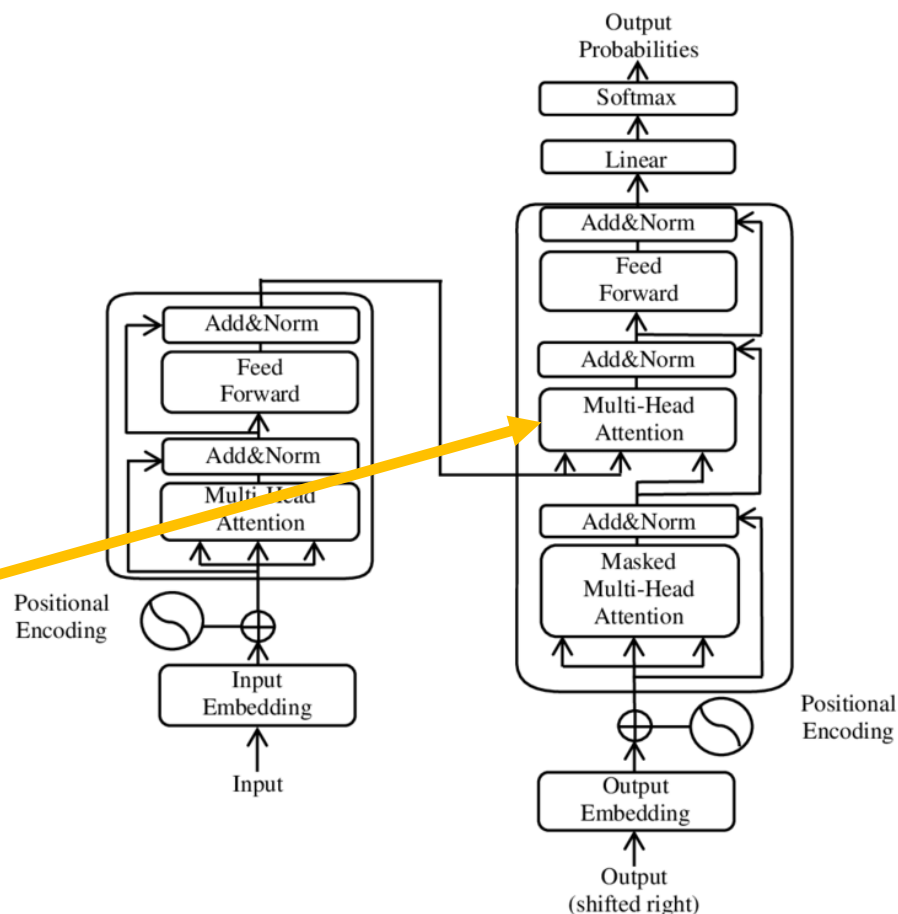 Output
Probabilities
Softmax
Linear
Add&Norm
Feed
Forward
Add&Norm
Multi-Head
Attention
Add&Norm
Masked
Multi-Head
Attention
Positional
Encoding
Output
Embedding
Output
(shifted right)
Add&Norm
Feed
Forward
Add&Norm
Multi-Head
Attention
Positional
Encoding
Input
Embedding
Input